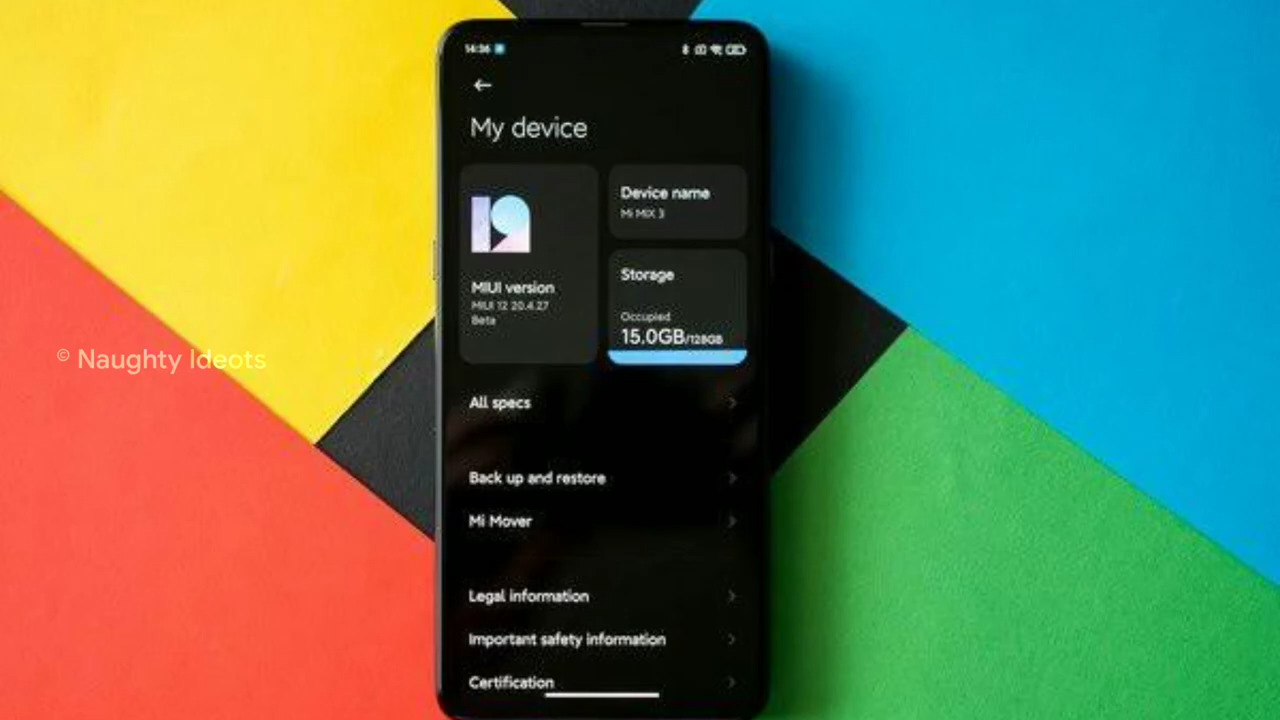 14:36
My device
Device name
Mi MIX 3
MIUI version
MIUI 12 20.4.27
Beta
Storage
Occupied
15.0GB/128GB
All specs
Back up and restore
Mi Mover
Legal information
Important safety information
Certification
© Naughty Ideots